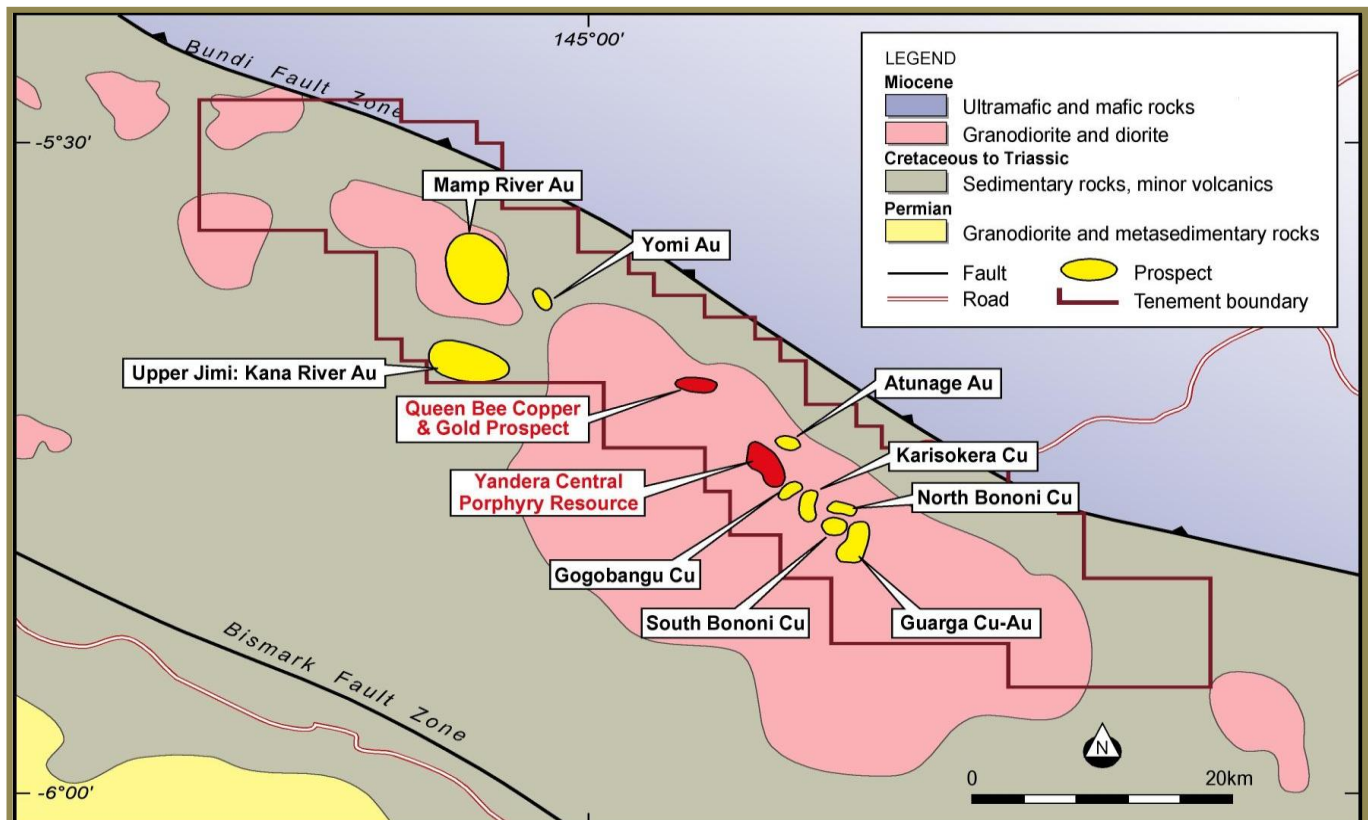 145°00'
Bundi Fault Zone
-5°30'
LEGEND
Miocene
Ultramafic and mafic rocks
Granodiorite and diorite
Cretaceous to Triassic
Sedimentary rocks, minor volcanics
Permian
Granodiorite and metasedimentary rocks
Fault
Prospect
Road
Tenement boundary
Mamp River Au
Yomi Au
Upper Jimi: Kana River Au
Queen Bee Copper
& Gold Prospect
Atunage Au
Karisokera Cu
Yandera Central
Porphyry Resource
North Bononi Cu
Gogobangu Cu
South Bononi Cu
Guarga Cu-Au
Bismark Fault Zone
N
0 20km
-6°00'